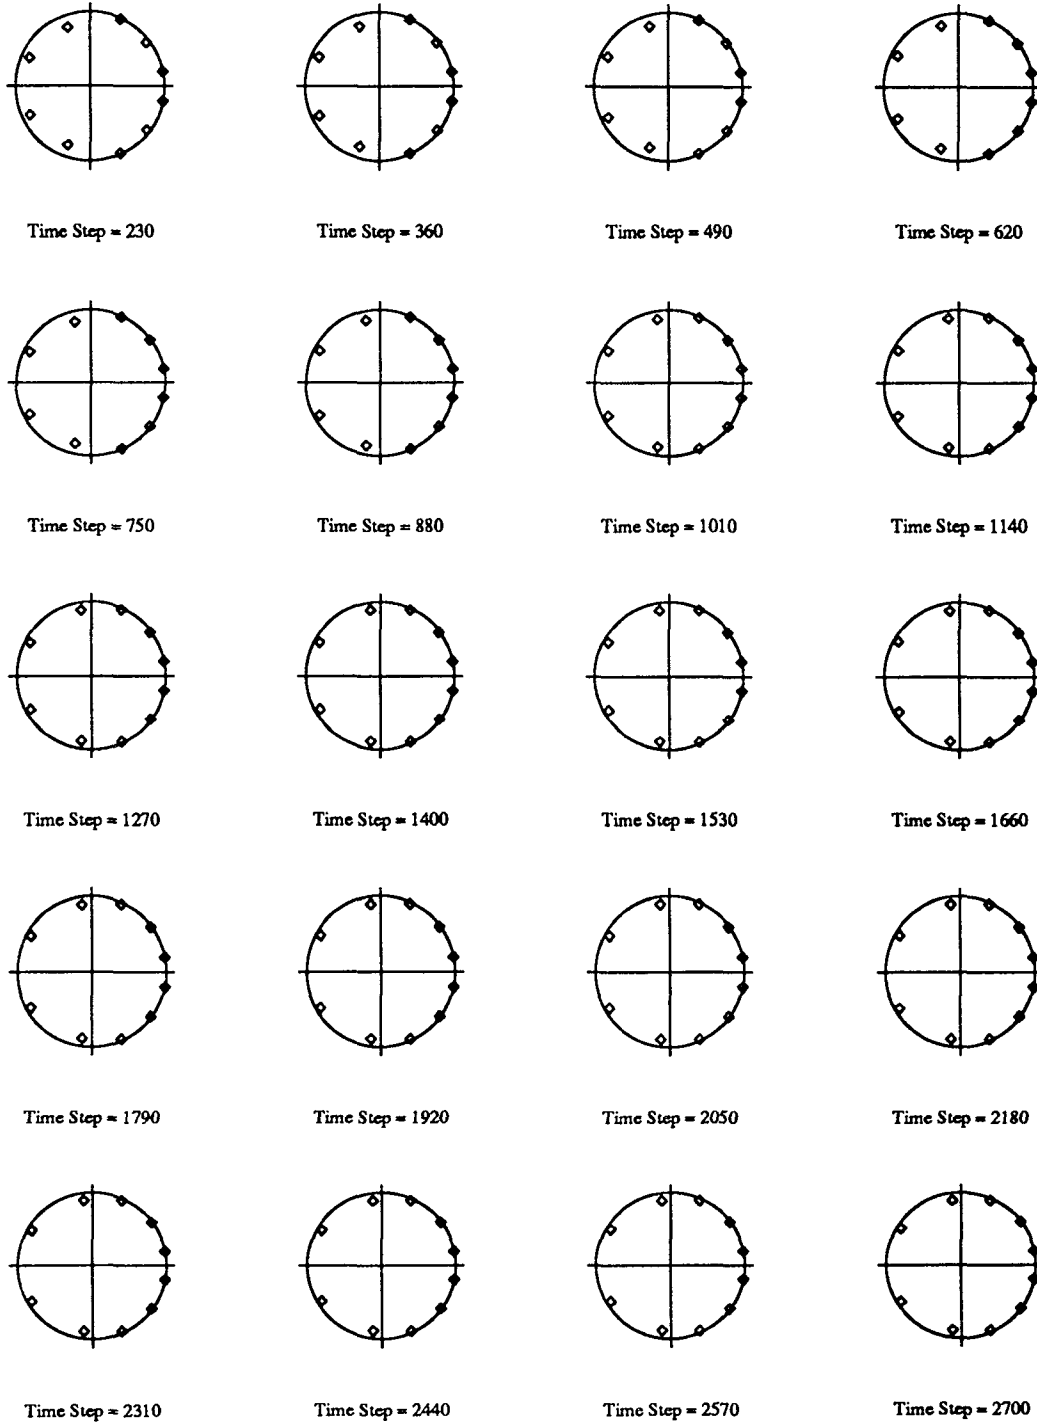 Time Step = 230
Time Step = 360
Time Step = 490
Time Step = 620
Time Step = 750
Time Step = 880
Time Step = 1010
Time Step = 1140
Time Step = 1270
Time Step = 1400
Time Step = 1530
Time Step = 1660
Time Step = 1790
Time Step = 1920
Time Step = 2050
Time Step = 2180
Time Step = 2310
Time Step = 2440
Time Step = 2570
Time Step = 2700